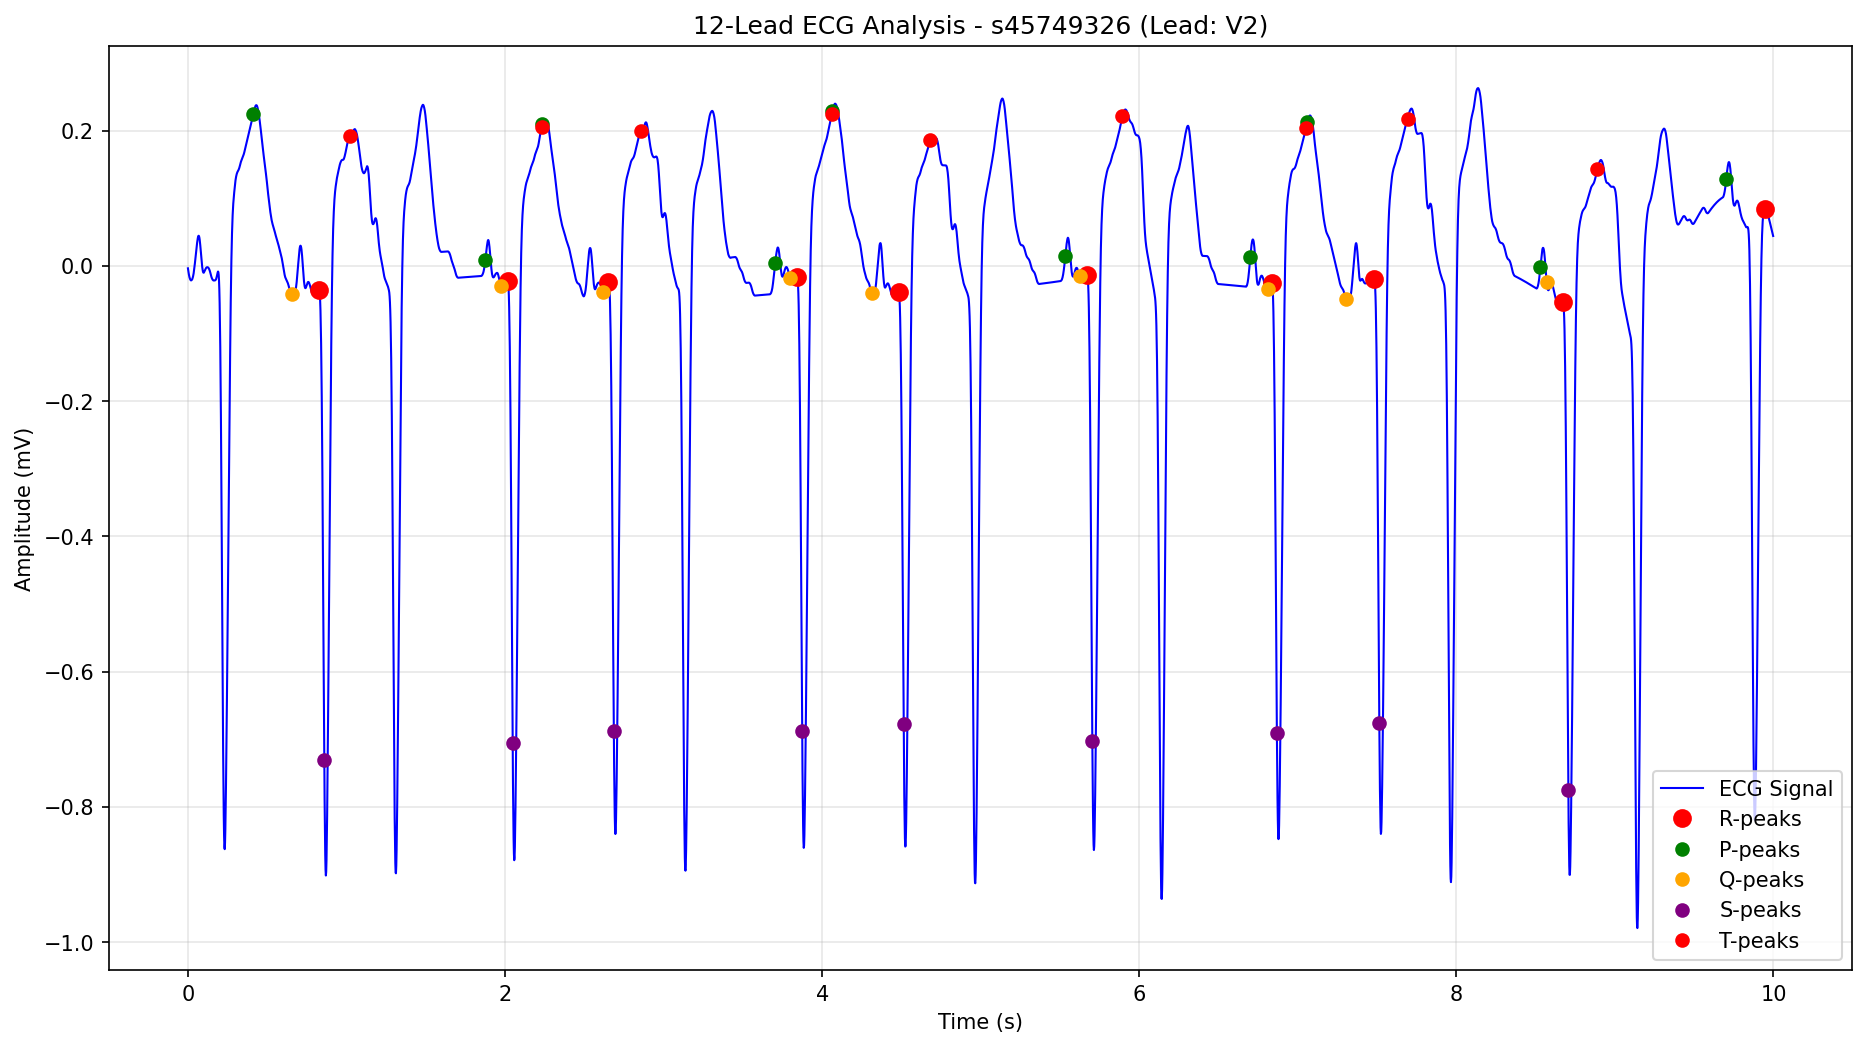 12-Lead ECG Analysis - s45749326 (Lead: V2)
Amplitude (mV)
0.2
0.0
−0.2
−0.4
−0.6
−0.8
−1.0
ECG Signal
R-peaks
P-peaks
Q-peaks
S-peaks
T-peaks
0 2 4 6 8 10
Time (s)